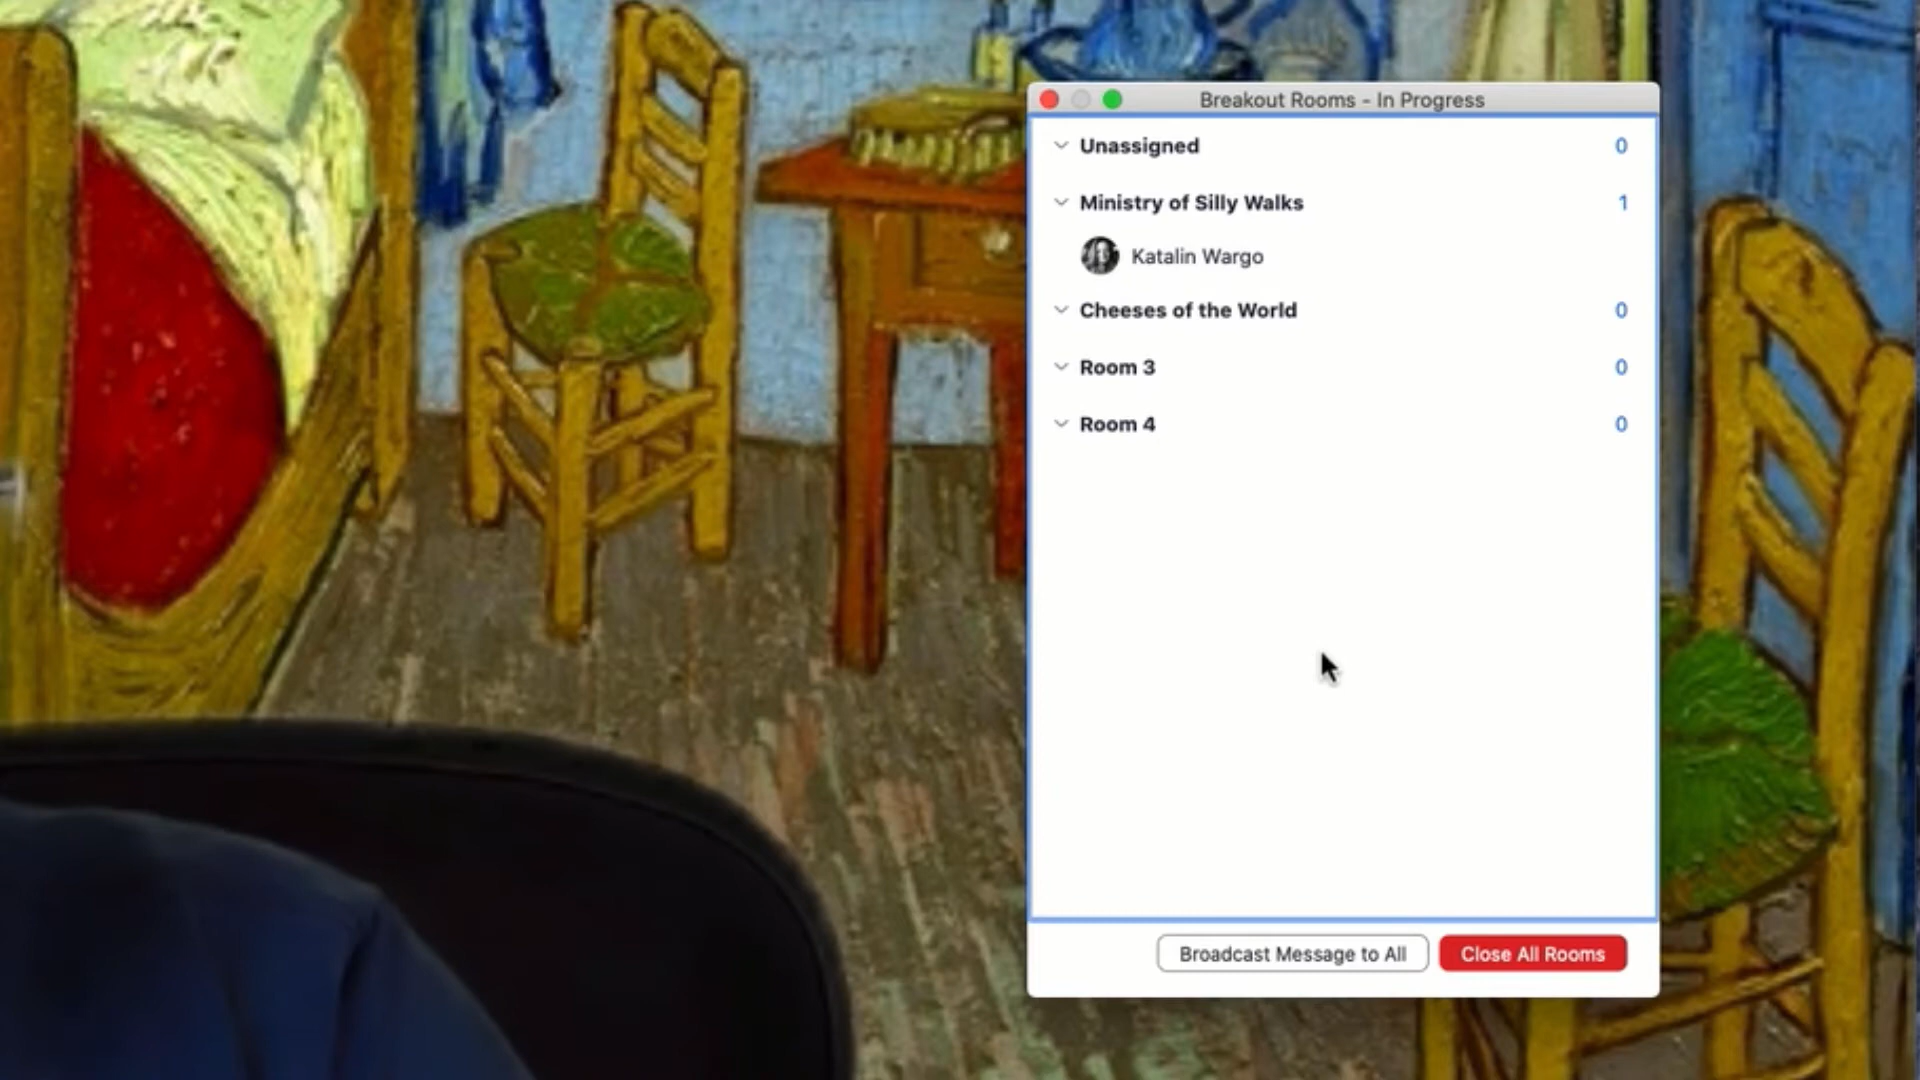 Breakout Rooms - In Progress
Unassigned 0
Ministry of Silly Walks 1
Katalin Wargo
Cheeses of the World 0
Room 3 0
Room 4 0
Broadcast Message to All
Close All Rooms